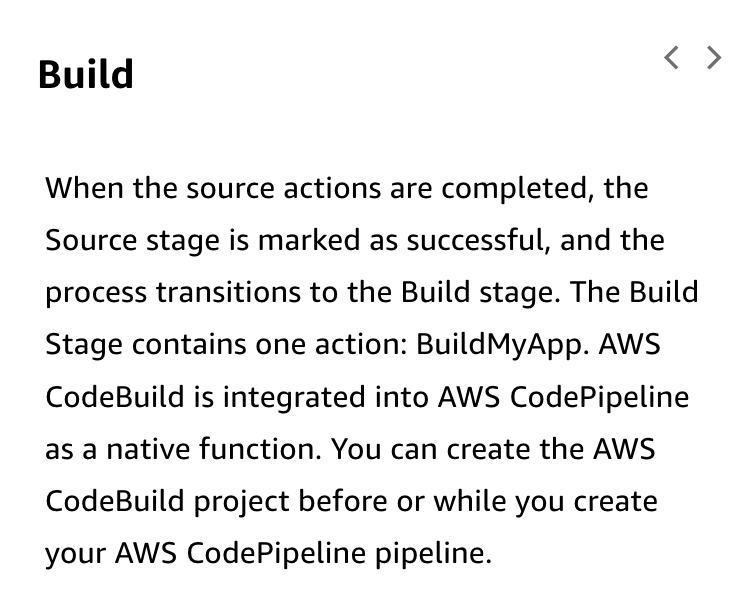 Build
When the source actions are completed, the
Source stage is marked as successful, and the
process transitions to the Build stage. The Build
Stage contains one action: BuildMyApp. AWS
CodeBuild is integrated into AWS CodePipeline
as a native function. You can create the AWS
CodeBuild project before or while you create
your AWS CodePipeline pipeline.